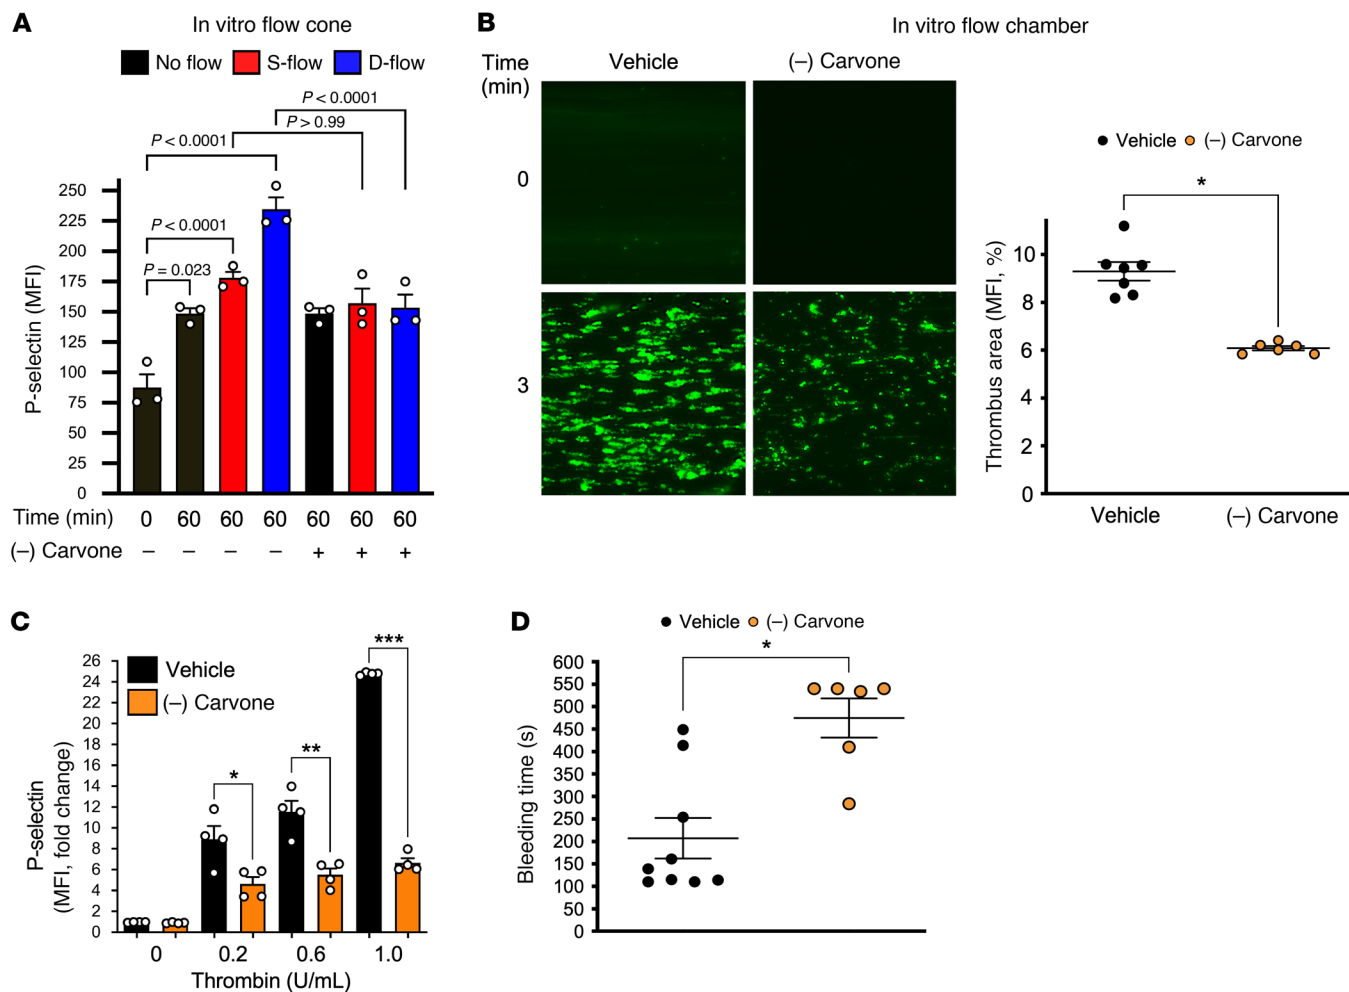 A
In vitro flow cone
No flow S-flow D-flow
P < 0.0001
P > 0.99
P < 0.0001
P < 0.0001
P = 0.023
P-selectin (MFI)
250
225
200
175
150
125
100
75
50
25
0
Time (min) 0 60 60 60 60 60 60
(–) Carvone – – – – + + +
B
In vitro flow chamber
Time (min)
Vehicle (–) Carvone
0
3
Vehicle (–) Carvone
*
Thrombus area (MFI, %)
10
8
6
4
2
0
Vehicle (–) Carvone
C
Vehicle
(–) Carvone
***
**
*
P-selectin
(MFI, fold change)
26
24
22
20
18
16
14
12
10
8
6
4
2
0
0 0.2 0.6 1.0
Thrombin (U/mL)
D
Vehicle (–) Carvone
*
Bleeding time (s)
600
550
500
450
400
350
300
250
200
150
100
50
0